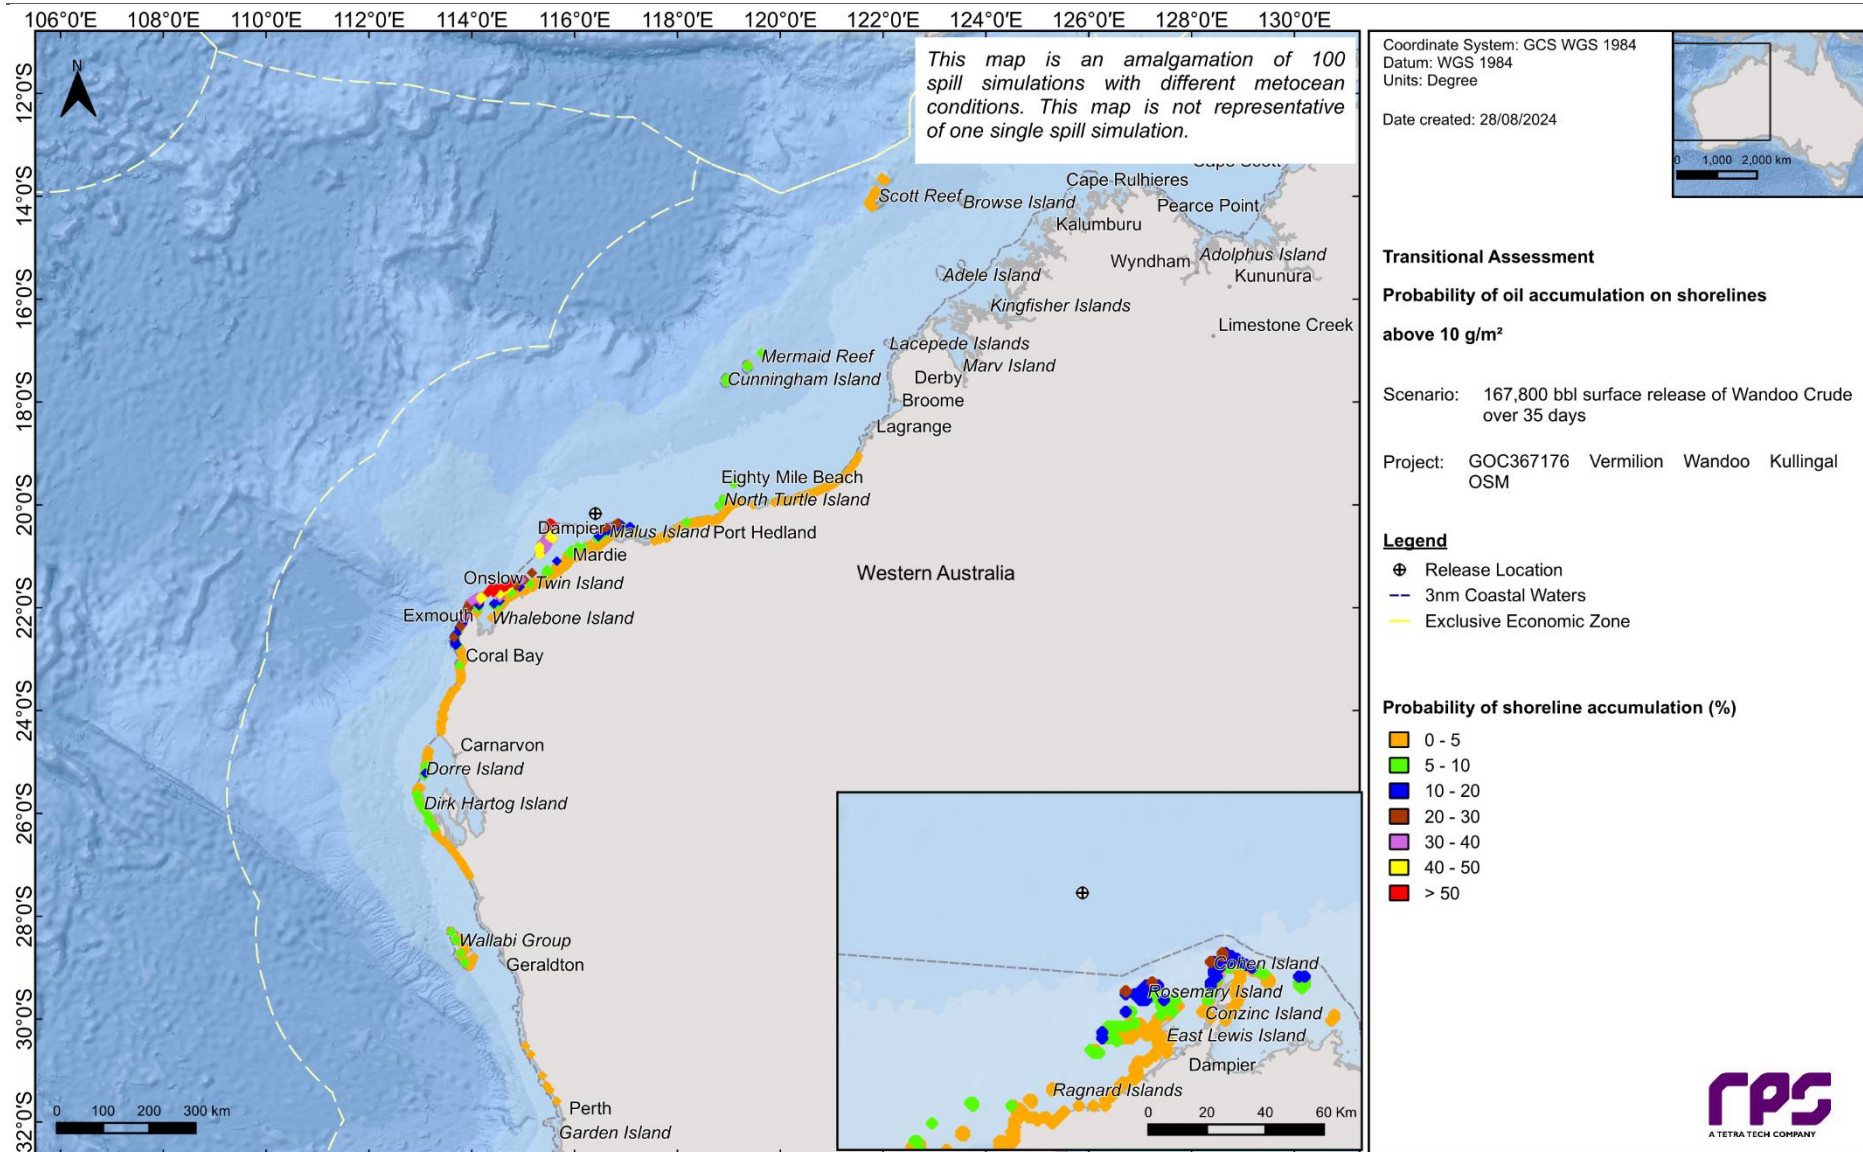 106°0'E 108°0'E 110°0'E 112°0'E 114°0'E 116°0'E 118°0'E 120°0'E 122°0'E 124°0'E 126°0'E 128°0'E 130°0'E
12°0'S
14°0'S
16°0'S
18°0'S
20°0'S
22°0'S
24°0'S
26°0'S
28°0'S
30°0'S
32°0'S
N
This map is an amalgamation of 100
spill simulations with different metocean
conditions. This map is not representative
of one single spill simulation.
Cape Scott
Cape Rulhieres
Scott Reef
Browse Island
Pearce Point
Kalumburu
Wyndham
Adolphus Island
Kununura
Adele Island
Kingfisher Islands
Limestone Creek
Lacepede Islands
Mermaid Reef
Marv Island
Cunningham Island
Derby
Broome
Lagrange
Eighty Mile Beach
North Turtle Island
Dampier
Malus Island
Port Hedland
Mardie
Onslow
Twin Island
Western Australia
Exmouth
Whalebone Island
Coral Bay
Carnarvon
Dorre Island
Dirk Hartog Island
Wallabi Group
Geraldton
Perth
Garden Island
0 100 200 300 km
Cohen Island
Rosemary Island
Conzinc Island
East Lewis Island
Dampier
Ragnard Islands
0 20 40 60 Km
Coordinate System: GCS WGS 1984
Datum: WGS 1984
Units: Degree
Date created: 28/08/2024
0 1,000 2,000 km
Transitional Assessment
Probability of oil accumulation on shorelines
above 10 g/m²
Scenario: 167,800 bbl surface release of Wandoo Crude
over 35 days
Project: GOC367176 Vermilion Wandoo Kullingal
OSM
Legend
Release Location
3nm Coastal Waters
Exclusive Economic Zone
Probability of shoreline accumulation (%)
0 - 5
5 - 10
10 - 20
20 - 30
30 - 40
40 - 50
> 50
rps
A TETRA TECH COMPANY